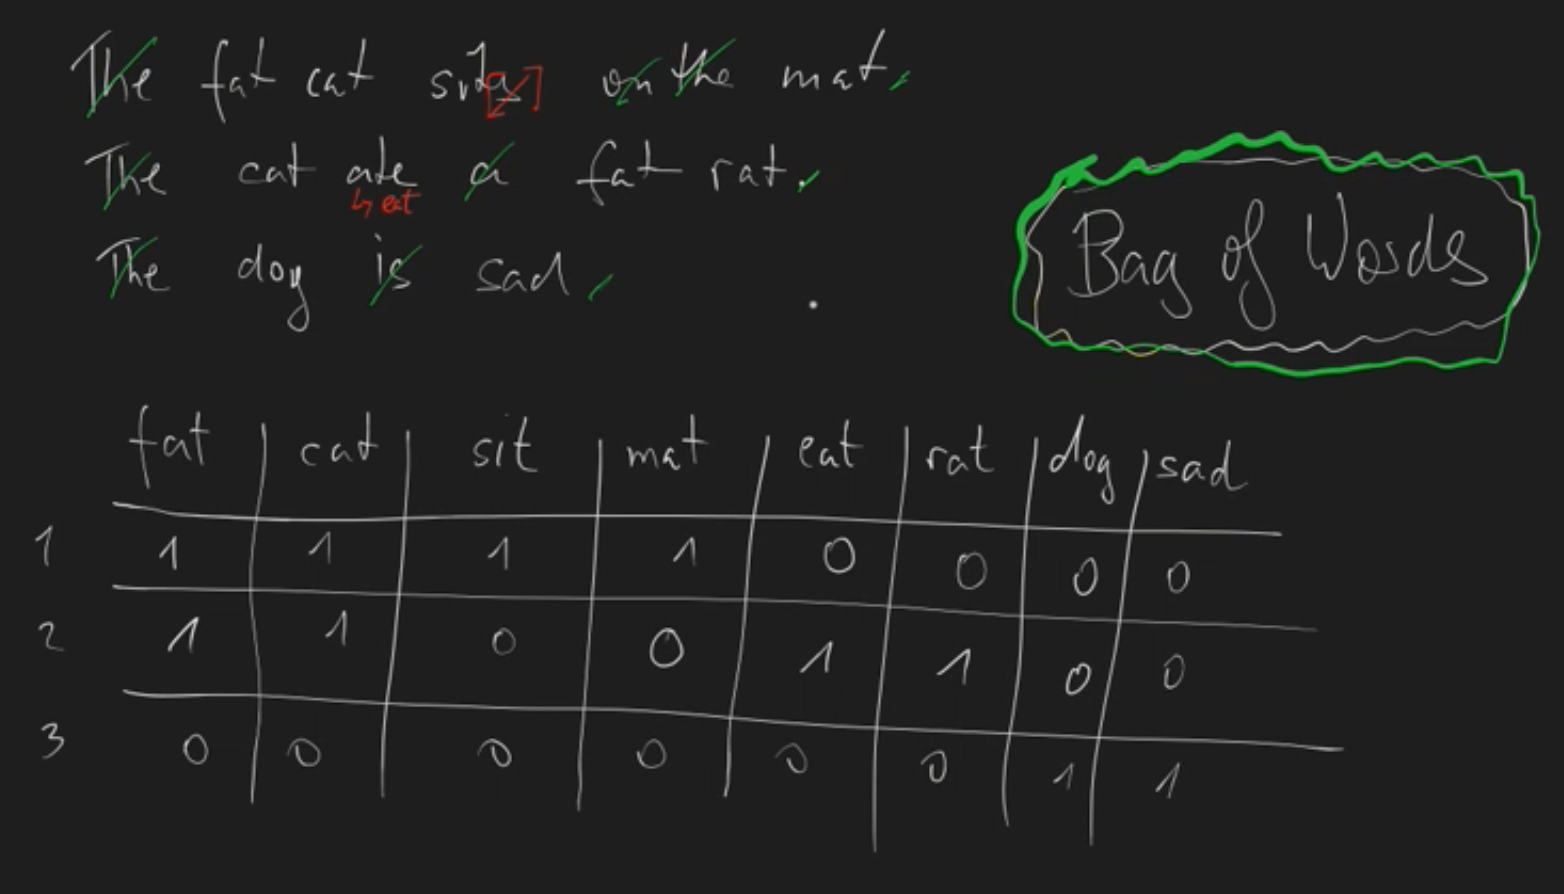 The fat cat sits on the mat.
The cat ate a fat rat.
↳ eat
The dog is sad.
Bag of Words
fat cat sit mat eat rat dog sad
1 1 1 1 1 0 0 0 0
2 1 1 0 0 1 1 0 0
3 0 0 0 0 0 0 1 1